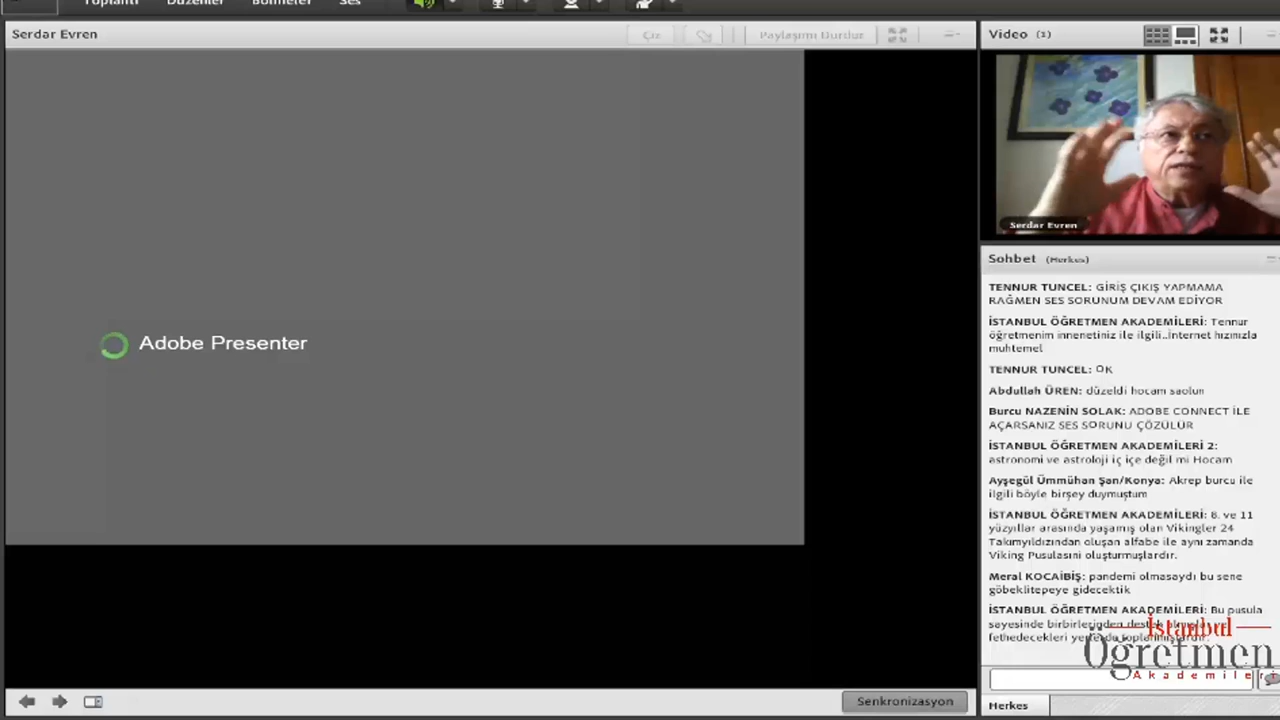 Toplantı Düzenler Bölmeler Ses
Serdar Evren
Çiz
Paylaşımı Durdur
Video (1)
Serdar Evren
Adobe Presenter
Sohbet (Herkes)
TENNUR TUNCEL: GİRİŞ ÇIKIŞ YAPMAMA
RAĞMEN SES SORUNUM DEVAM EDİYOR
İSTANBUL ÖĞRETMEN AKADEMİLERİ: Tennur
öğretmenim innenetiniz ile ilgili..İnternet hızınızla
muhtemel
TENNUR TUNCEL: OK
Abdullah ÜREN: düzeldi hocam saolun
Burcu NAZENİN SOLAK: ADOBE CONNECT İLE
AÇARSANIZ SES SORUNU ÇÖZÜLÜR
İSTANBUL ÖĞRETMEN AKADEMİLERİ 2:
astronomi ve astroloji iç içe değil mi Hocam
Ayşegül Ümmühan Şan/Konya: Akrep burcu ile
ilgili böyle birşey duymuştum
İSTANBUL ÖĞRETMEN AKADEMİLERİ: 8. ve 11
yüzyıllar arasında yaşamış olan Vikingler 24
Takımyıldızından oluşan alfabe ile aynı zamanda
Viking Pusulasını oluşturmuşlardır.
Meral KOCAİBİŞ: pandemi olmasaydı bu sene
göbeklitepeye gidecektik
İSTANBUL ÖĞRETMEN AKADEMİLERİ: Bu pusula
sayesinde birbirlerinden destek
fethedecekleri
İstanbul
Öğretmen
Akademileri
Senkronizasyon
Herkes